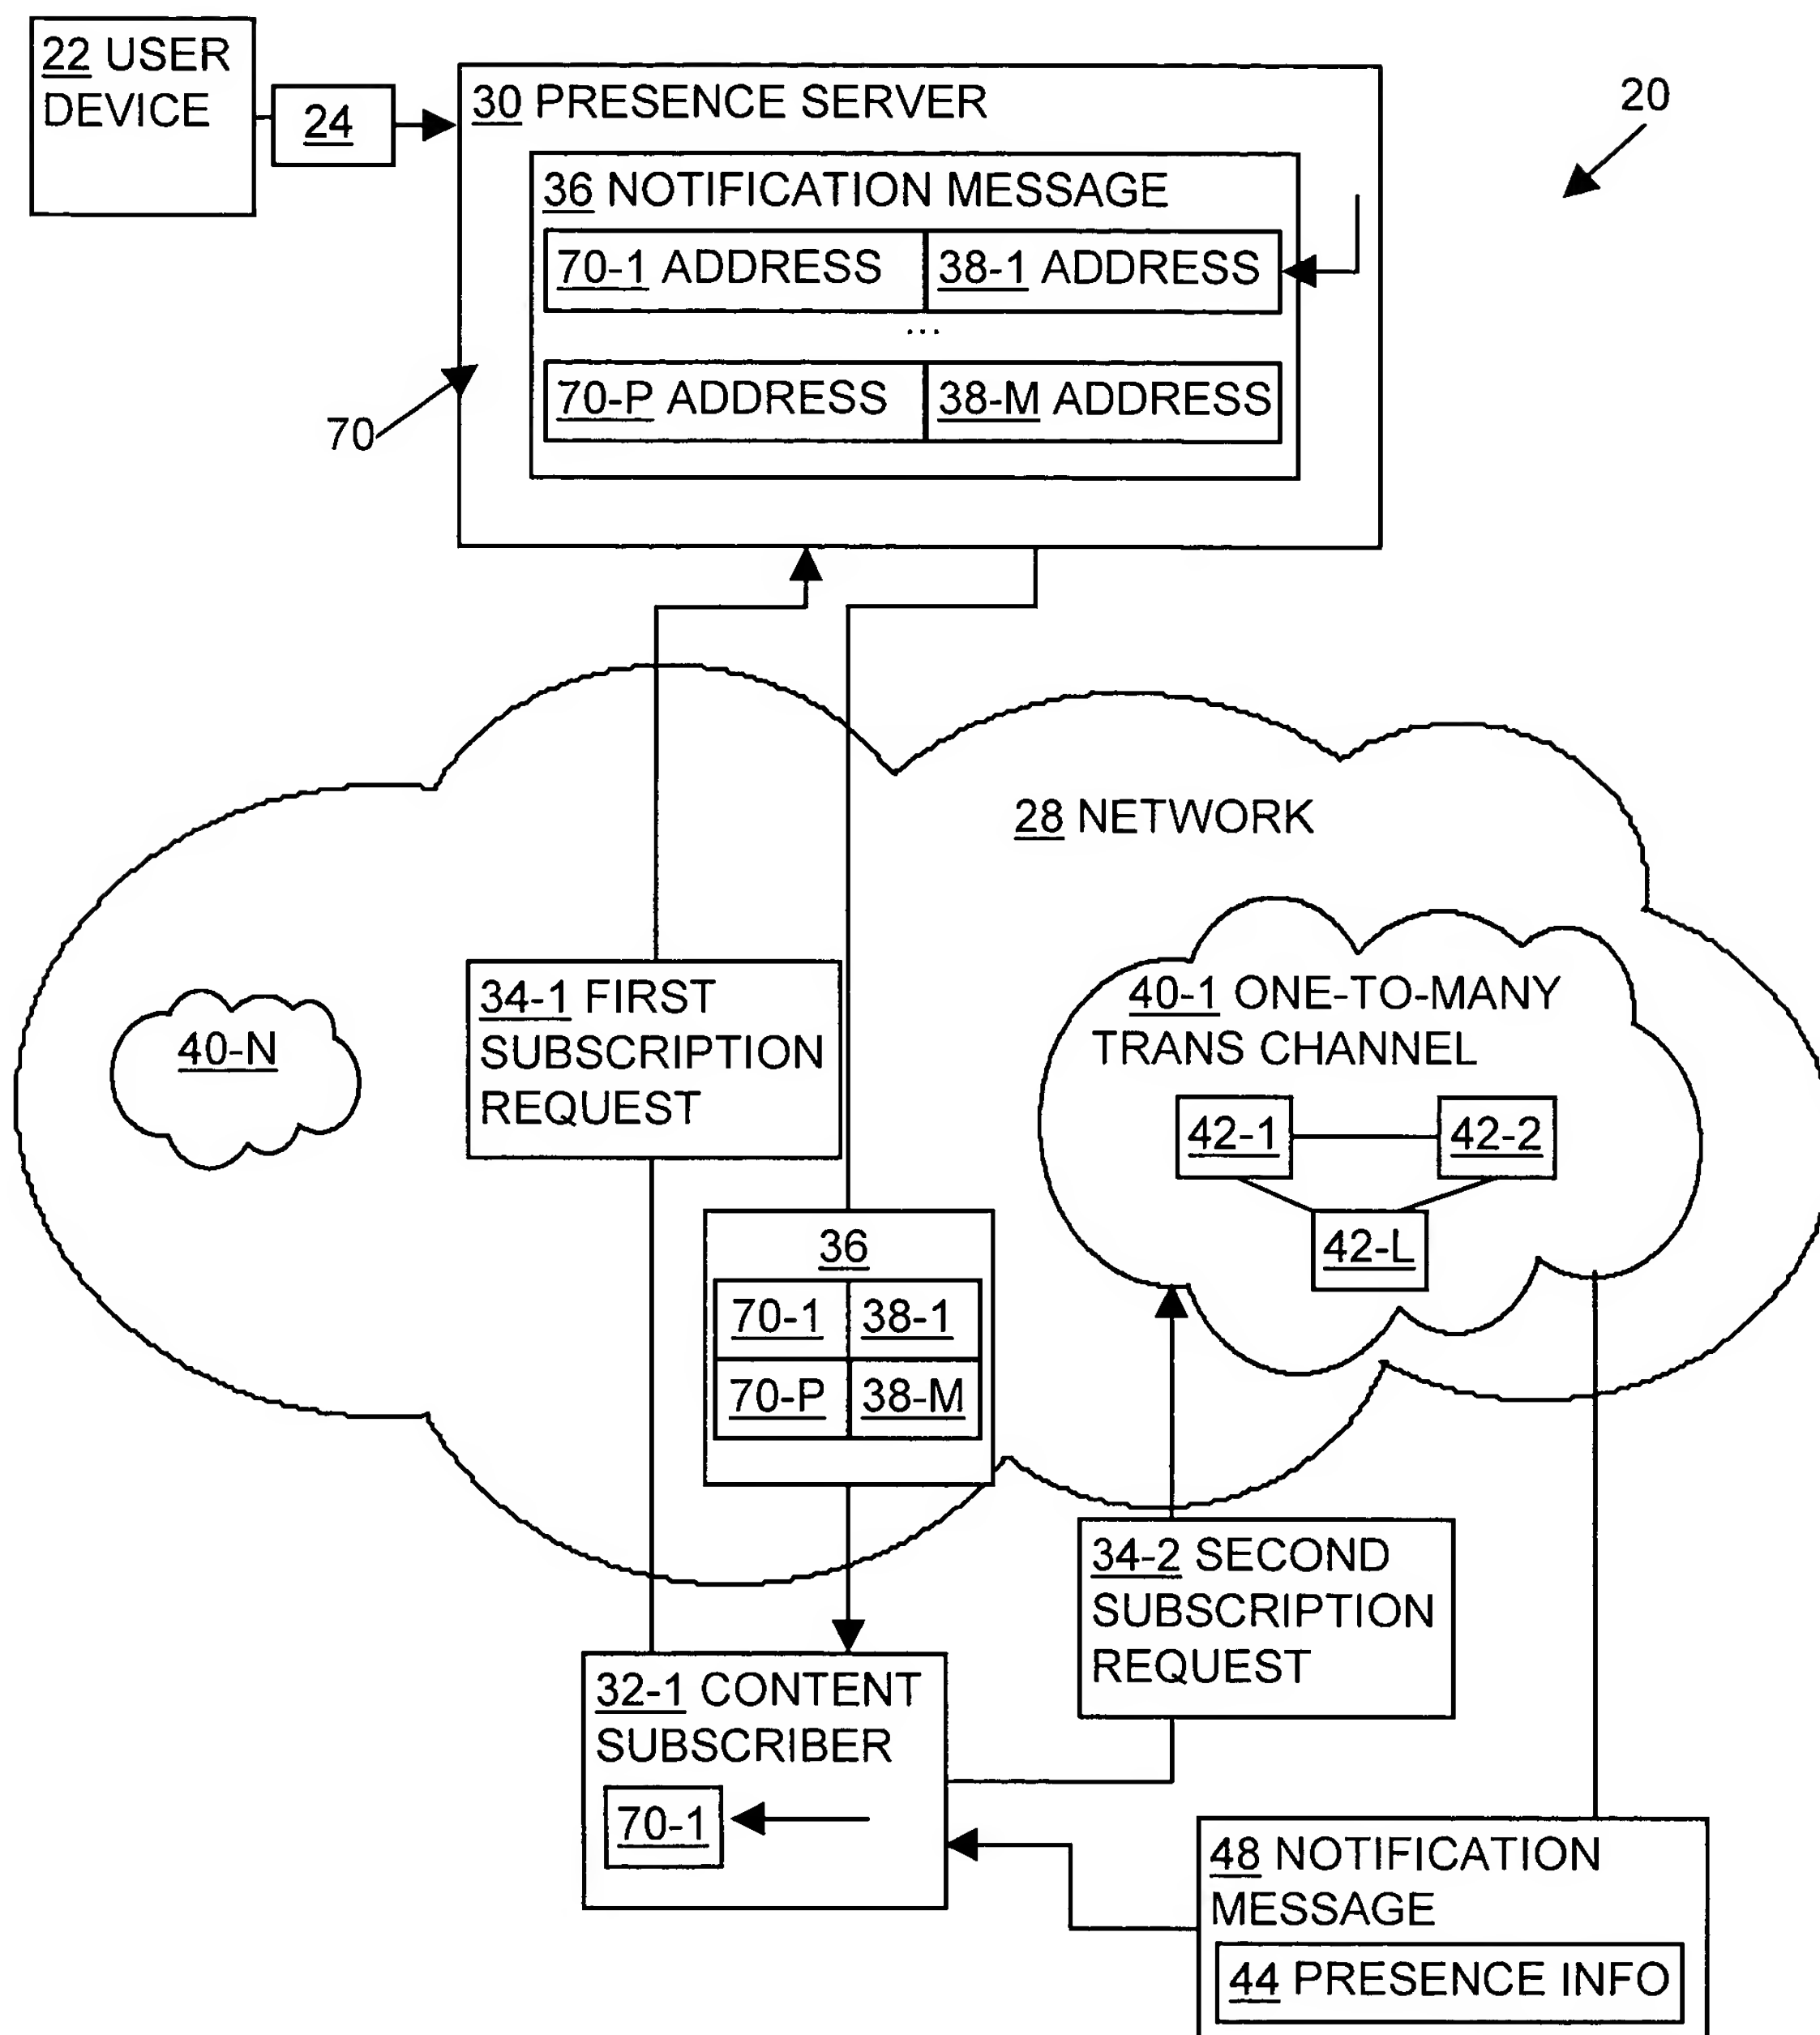 22 USER
DEVICE
24
30 PRESENCE SERVER
20
36 NOTIFICATION MESSAGE
70-1 ADDRESS
38-1 ADDRESS
...
70-P ADDRESS
38-M ADDRESS
70
28 NETWORK
40-N
34-1 FIRST
SUBSCRIPTION
REQUEST
40-1 ONE-TO-MANY
TRANS CHANNEL
42-1
42-2
42-L
36
70-1
38-1
70-P
38-M
34-2 SECOND
SUBSCRIPTION
REQUEST
32-1 CONTENT
SUBSCRIBER
70-1
48 NOTIFICATION
MESSAGE
44 PRESENCE INFO